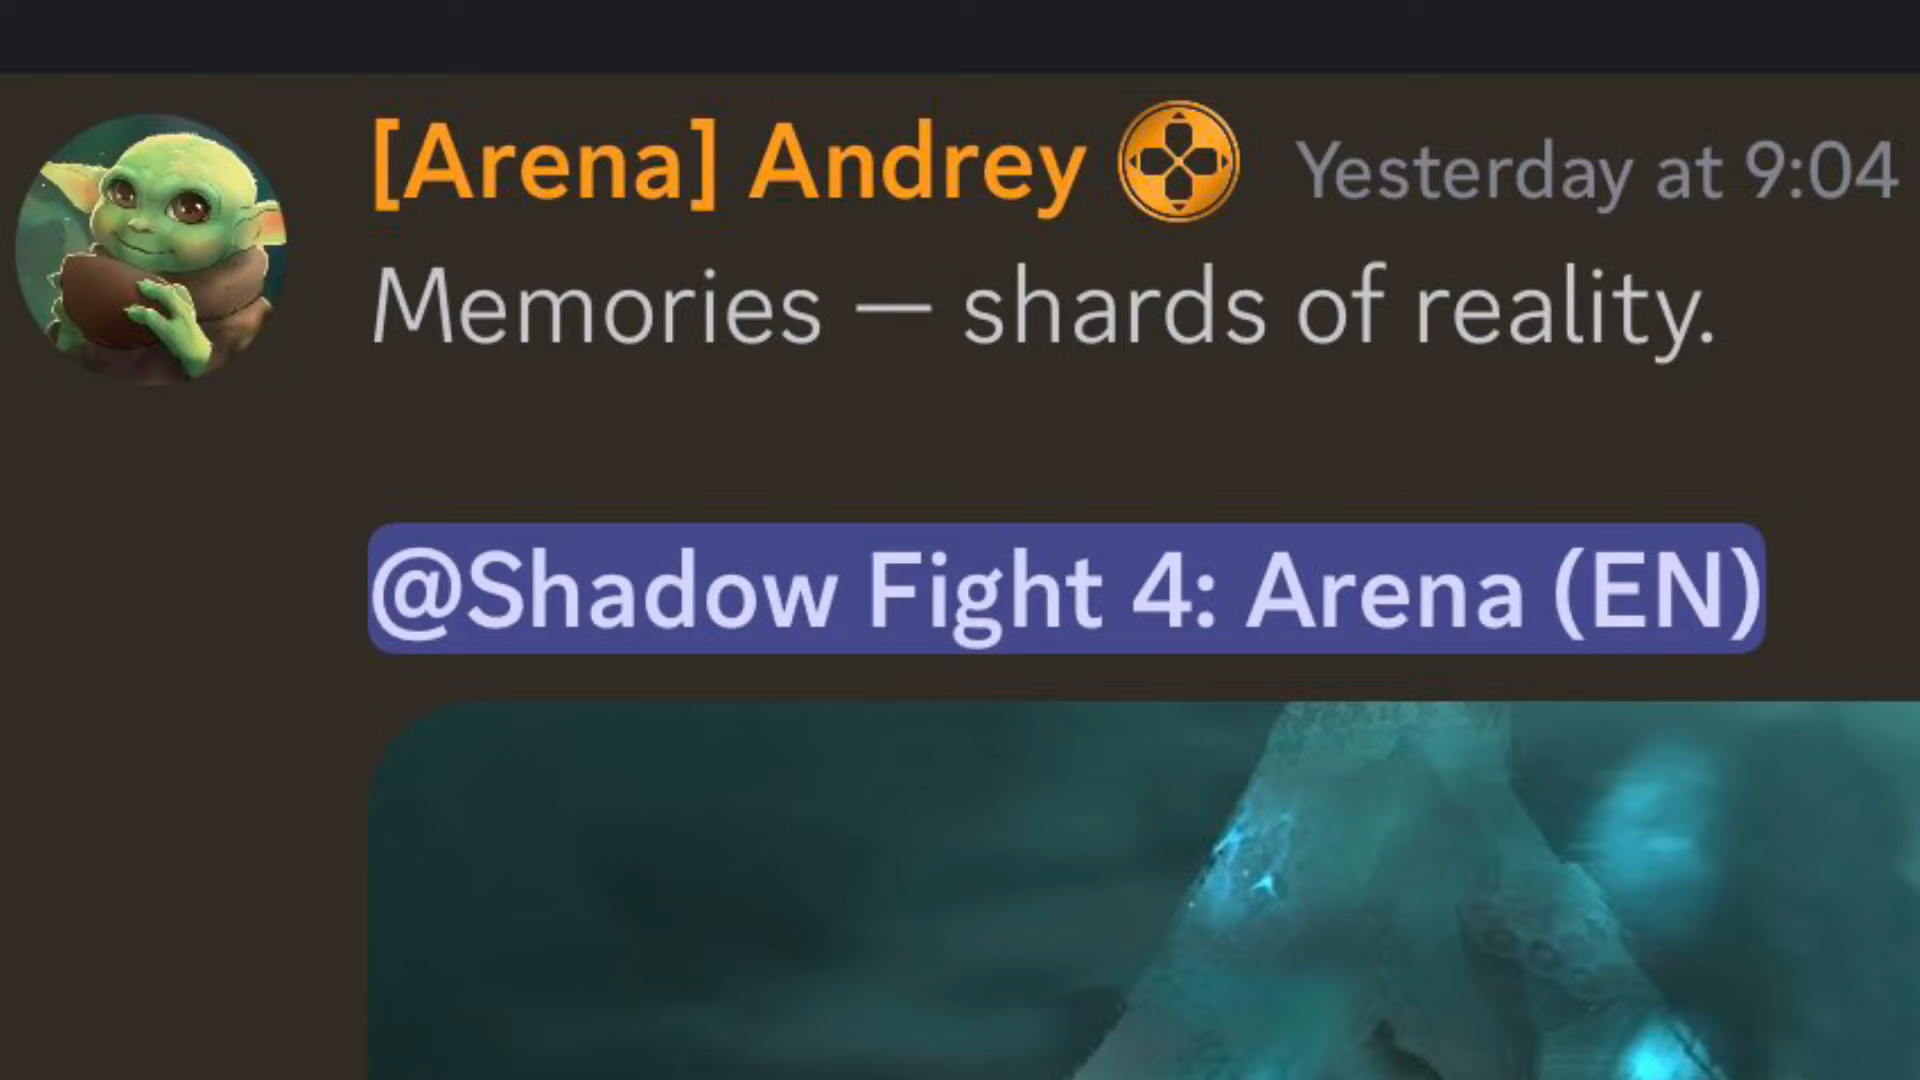 [Arena] Andrey Yesterday at 9:04
Memories — shards of reality.
@Shadow Fight 4: Arena (EN)